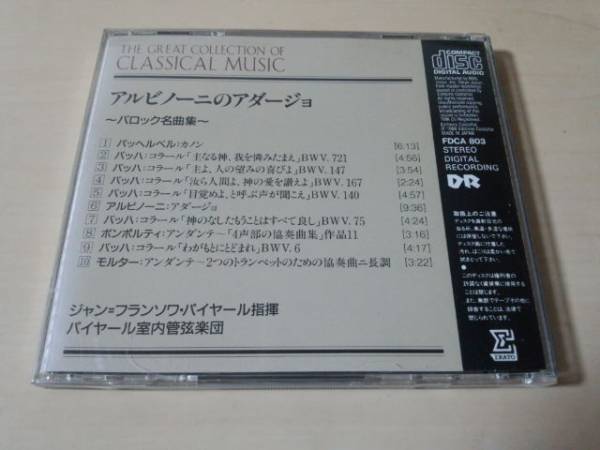 THE GREAT COLLECTION OF
CLASSICAL MUSIC
アルビノーニのアダージョ
～バロック名曲集～
1 パッヘルベル：カノン [6.13]
2 バッハ：コラール「主なる神、我を憐みたまえ」BWV. 721 [4:56]
3 バッハ：コラール「主よ、人の望みの喜びよ」BWV. 147 [3:54]
4 バッハ：コラール「汝ら人間よ、神の愛を讃えよ」BWV. 167 [2:24]
5 バッハ：コラール「目覚めよ、と呼ぶ声が聞こえ」BWV. 140 [4:57]
6 アルビノーニ：アダージョ [9:36]
7 バッハ：コラール「神のなしたもうことはすべて良し」BWV. 75 [4:24]
8 ボンポルティ：アンダンテ～「4声部の協奏曲集」作品11 [3:16]
9 バッハ：コラール「わがもとにとどまれ」BWV. 6 [4:17]
10 モルター：アンダンテ～2つのトランペットのための協奏曲ニ長調 [3:22]
ジャン＝フランソワ・パイヤール指揮
パイヤール室内管弦楽団
COMPACT
disc
DIGITAL AUDIO
FDCA 803
STEREO
DIGITAL
RECORDING
DR
取扱上のご注意
ERATO